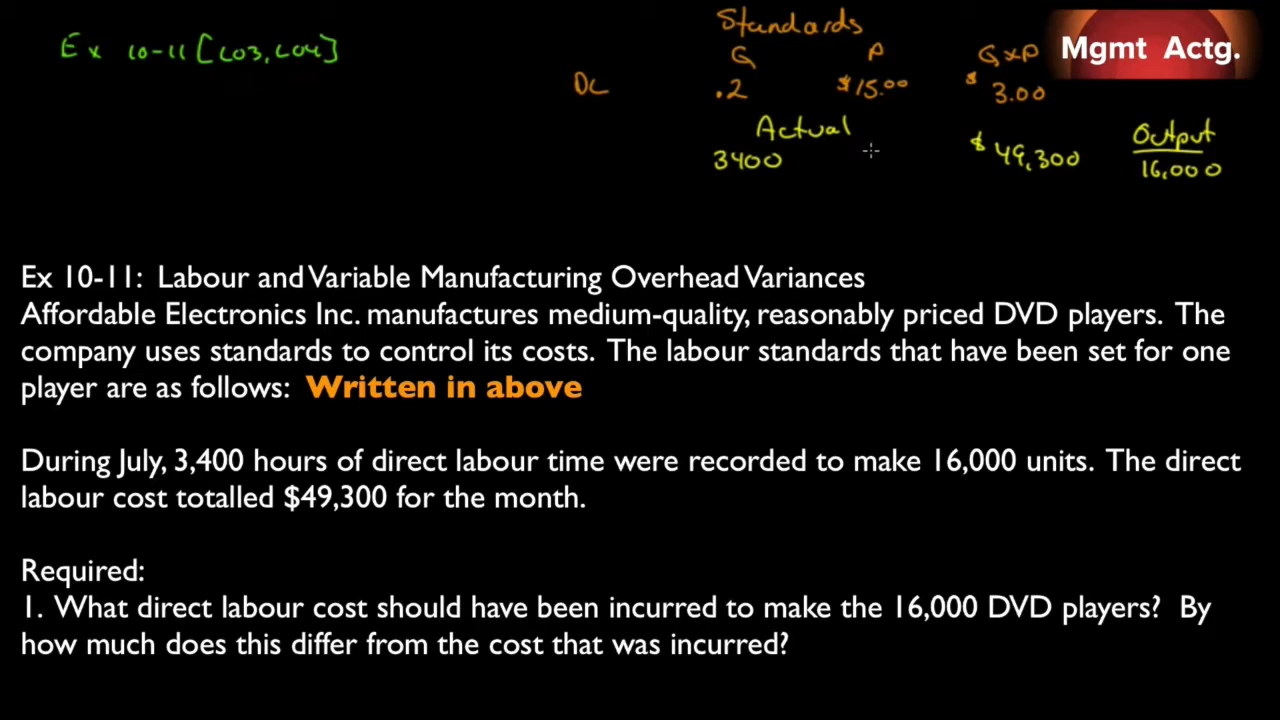 Standards
Ex 10-11 [LO3, LO4]
Mgmt Actg.
Q P QxP
DL .2 $15.00 $3.00
Actual Output
3400 $49,300 16,000
Ex 10-11: Labour and Variable Manufacturing Overhead Variances
Affordable Electronics Inc. manufactures medium-quality, reasonably priced DVD players. The
company uses standards to control its costs. The labour standards that have been set for one
player are as follows: Written in above
During July, 3,400 hours of direct labour time were recorded to make 16,000 units. The direct
labour cost totalled $49,300 for the month.
Required:
1. What direct labour cost should have been incurred to make the 16,000 DVD players? By
how much does this differ from the cost that was incurred?